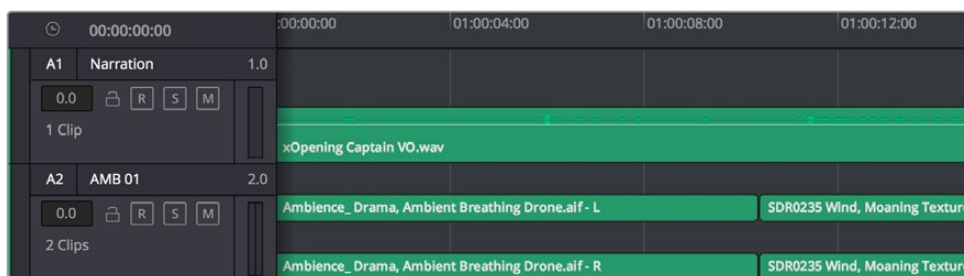 00:00:00:00 :00:00:00 01:00:04:00 01:00:08:00 01:00:12:00
A1 Narration 1.0
0.0 R S M
1 Clip
xOpening Captain VO.wav
A2 AMB 01 2.0
0.0 R S M
Ambience_ Drama, Ambient Breathing Drone.aif - L SDR0235 Wind, Moaning Textur
2 Clips
Ambience_ Drama, Ambient Breathing Drone.aif - R SDR0235 Wind, Moaning Textur